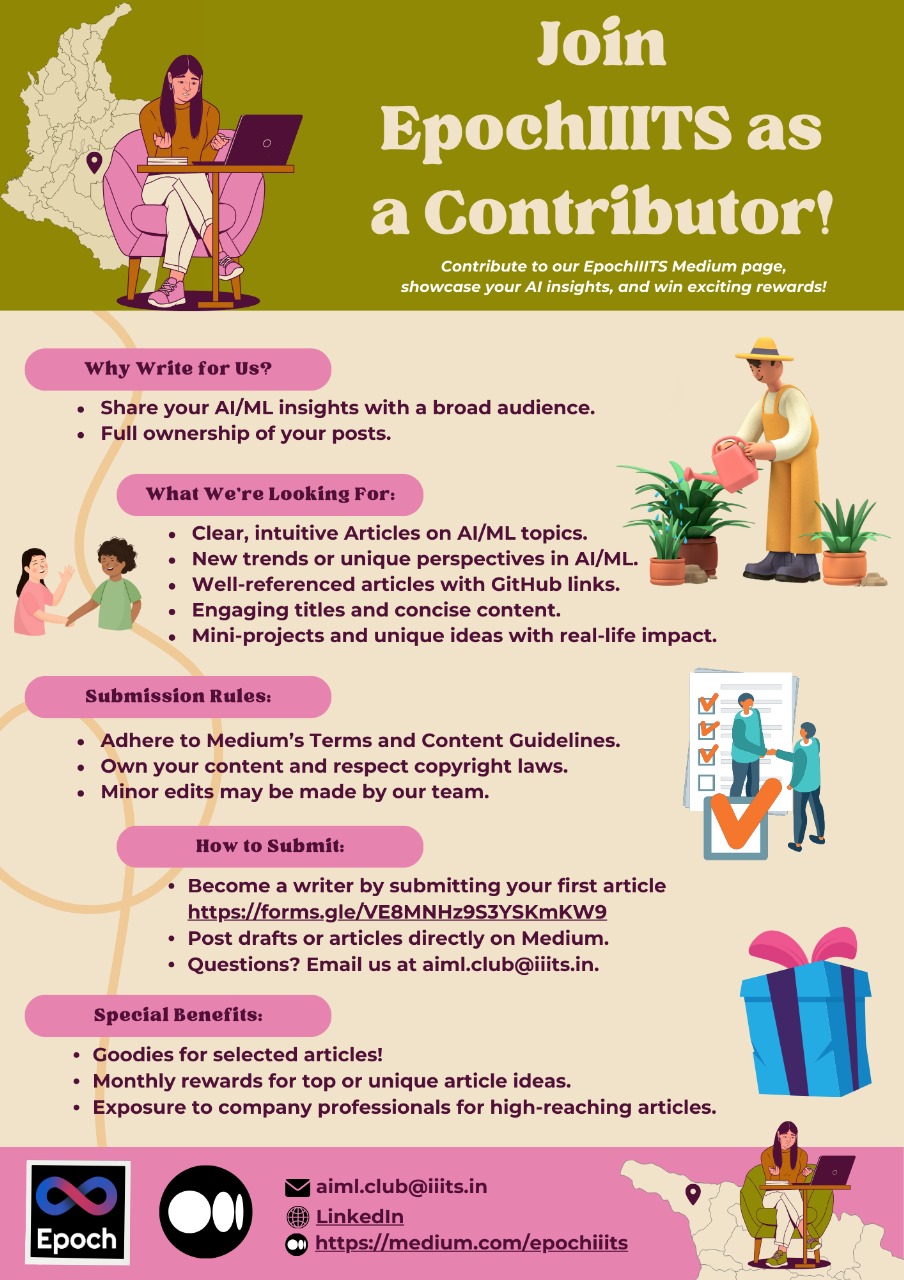 Join
EpochIIITS as
a Contributor!
Contribute to our EpochIIITS Medium page,
showcase your AI insights, and win exciting rewards!
Why Write for Us?
• Share your AI/ML insights with a broad audience.
• Full ownership of your posts.
What We're Looking For:
• Clear, intuitive Articles on AI/ML topics.
• New trends or unique perspectives in AI/ML.
• Well-referenced articles with GitHub links.
• Engaging titles and concise content.
• Mini-projects and unique ideas with real-life impact.
Submission Rules:
• Adhere to Medium's Terms and Content Guidelines.
• Own your content and respect copyright laws.
• Minor edits may be made by our team.
How to Submit:
• Become a writer by submitting your first article
https://forms.gle/VE8MNHz9S3YSKmKW9
• Post drafts or articles directly on Medium.
• Questions? Email us at aiml.club@iiits.in.
Special Benefits:
• Goodies for selected articles!
• Monthly rewards for top or unique article ideas.
• Exposure to company professionals for high-reaching articles.
Epoch
aiml.club@iiits.in
LinkedIn
https://medium.com/epochiiits